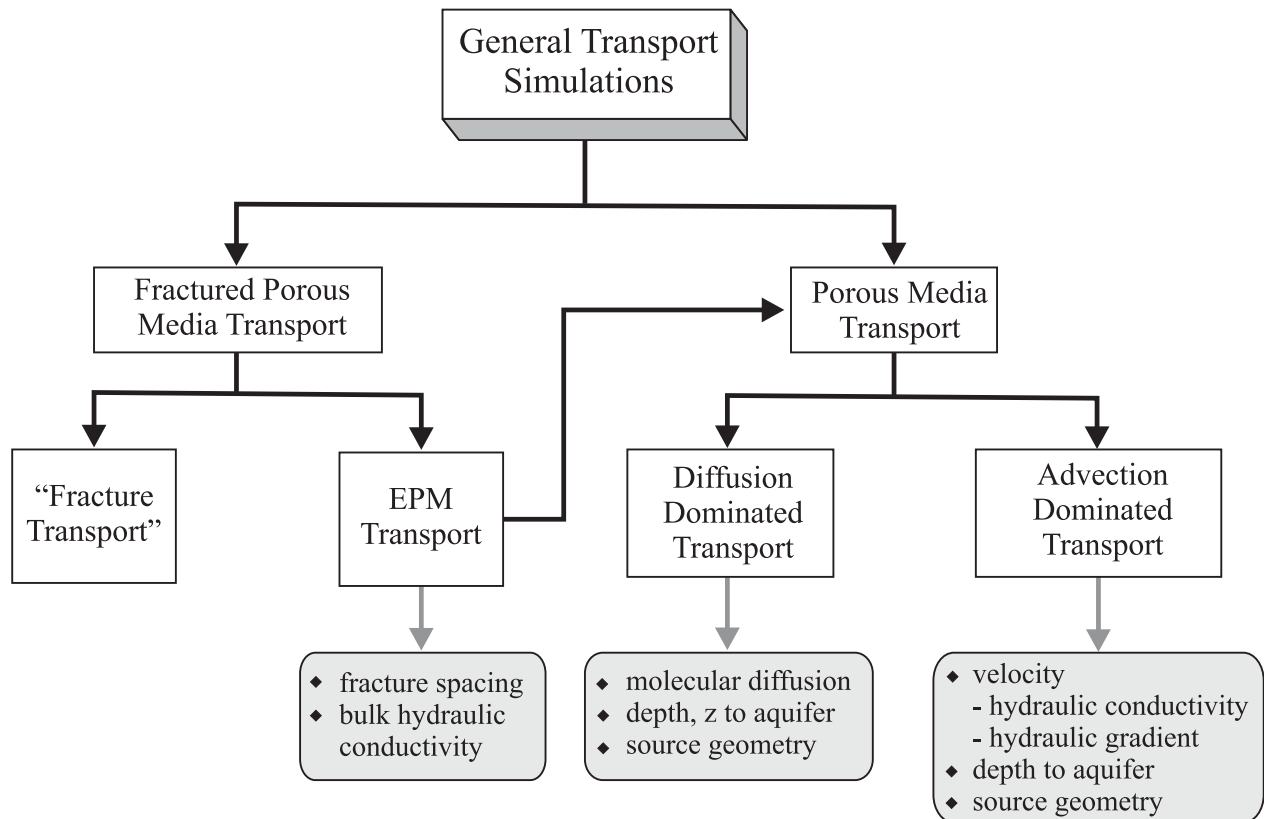 General Transport
Simulations
Fractured Porous
Media Transport
Porous Media
Transport
“Fracture
Transport”
EPM
Transport
Diffusion
Dominated
Transport
Advection
Dominated
Transport
◆ fracture spacing
◆ bulk hydraulic
conductivity
◆ molecular diffusion
◆ depth, z to aquifer
◆ source geometry
◆ velocity
- hydraulic conductivity
- hydraulic gradient
◆ depth to aquifer
◆ source geometry